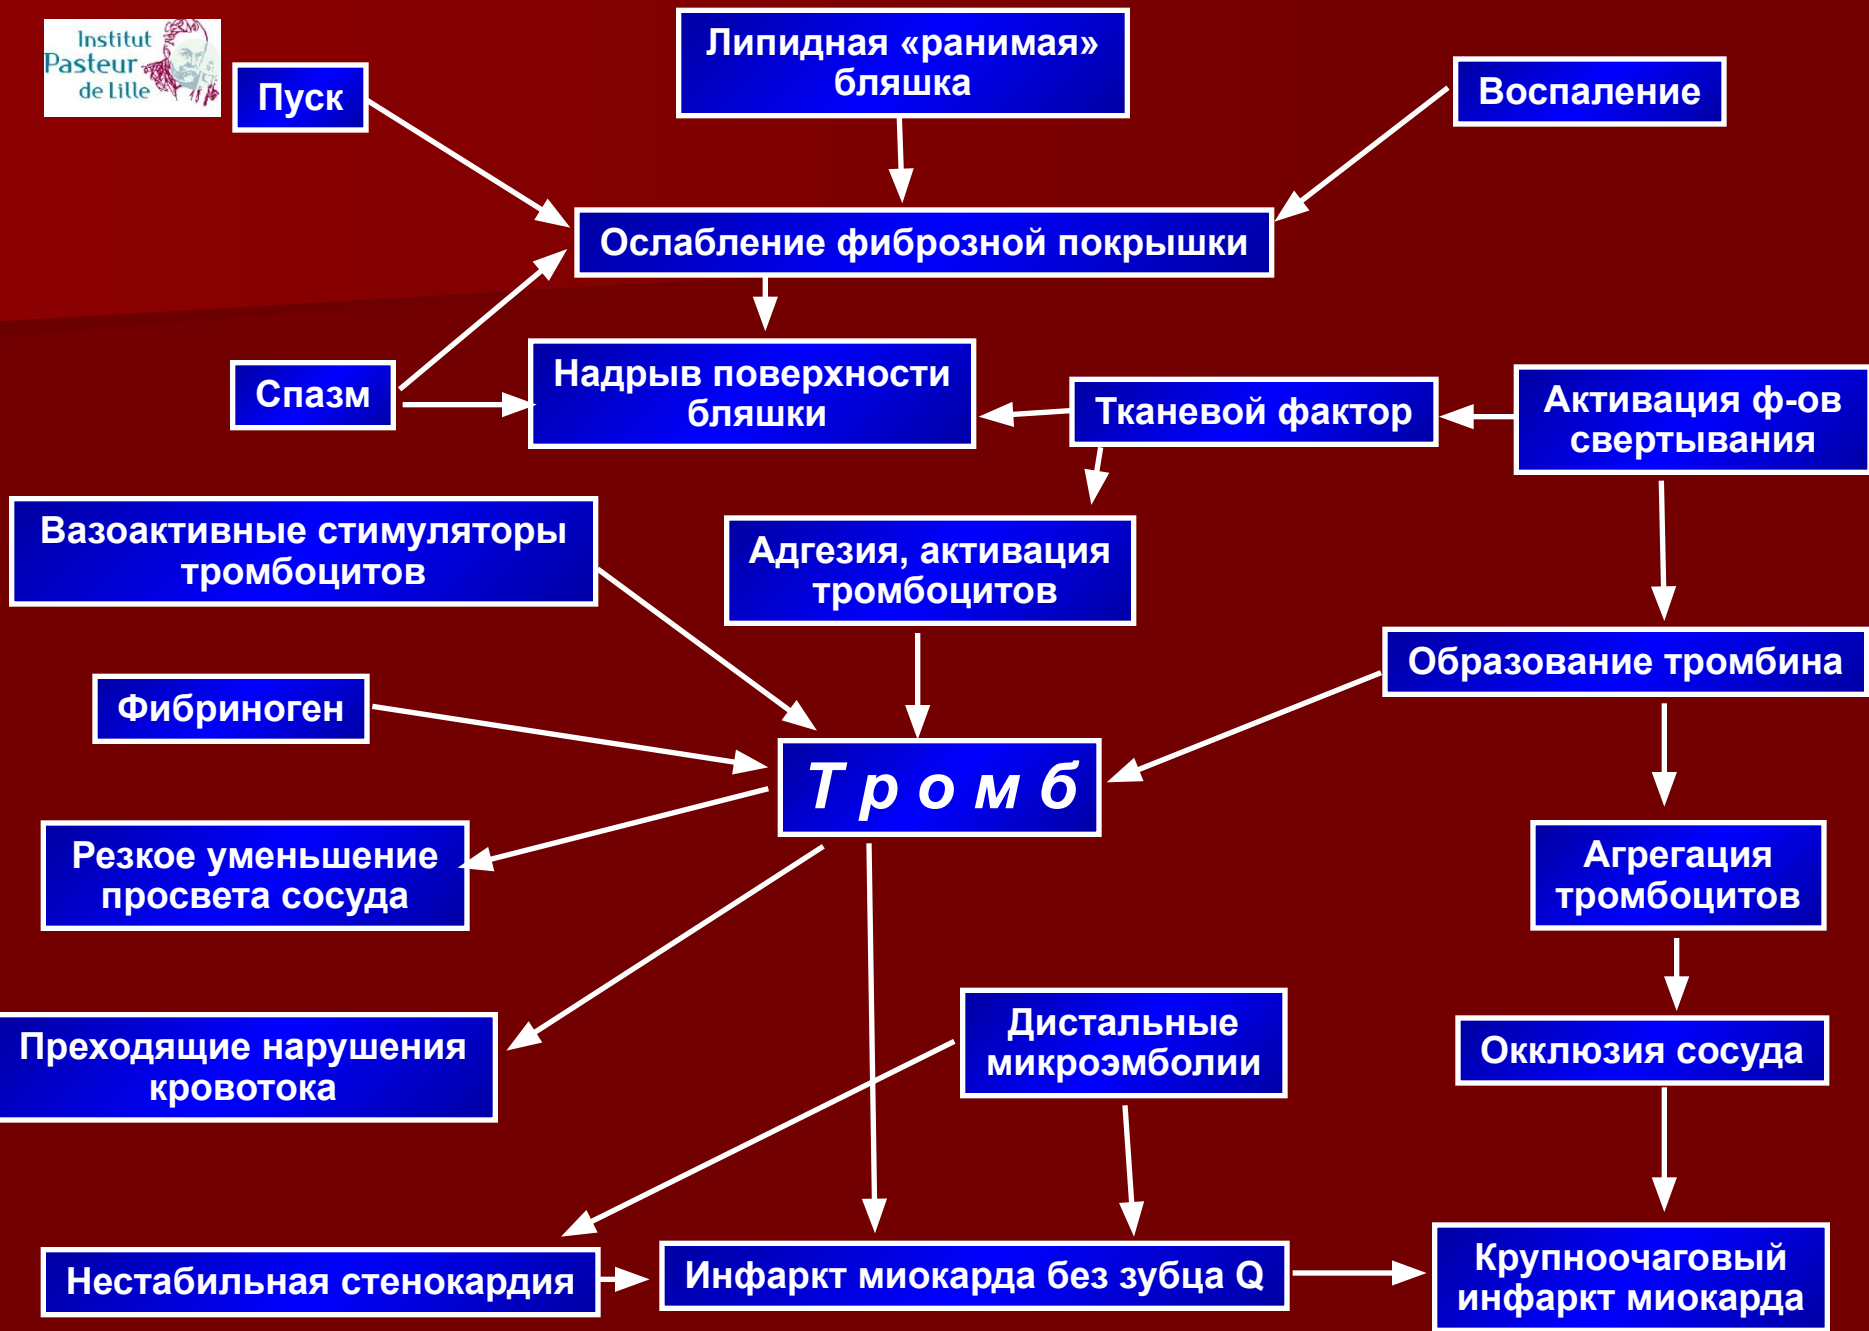 Institut
Pasteur
de Lille
Пуск
Липидная «ранимая»
бляшка
Воспаление
Ослабление фиброзной покрышки
Спазм
Надрыв поверхности
бляшки
Тканевой фактор
Активация ф-ов
свертывания
Вазоактивные стимуляторы
тромбоцитов
Адгезия, активация
тромбоцитов
Образование тромбина
Фибриноген
Т р о м б
Резкое уменьшение
просвета сосуда
Агрегация
тромбоцитов
Преходящие нарушения
кровотока
Дистальные
микроэмболии
Окклюзия сосуда
Нестабильная стенокардия
Инфаркт миокарда без зубца Q
Крупноочаговый
инфаркт миокарда